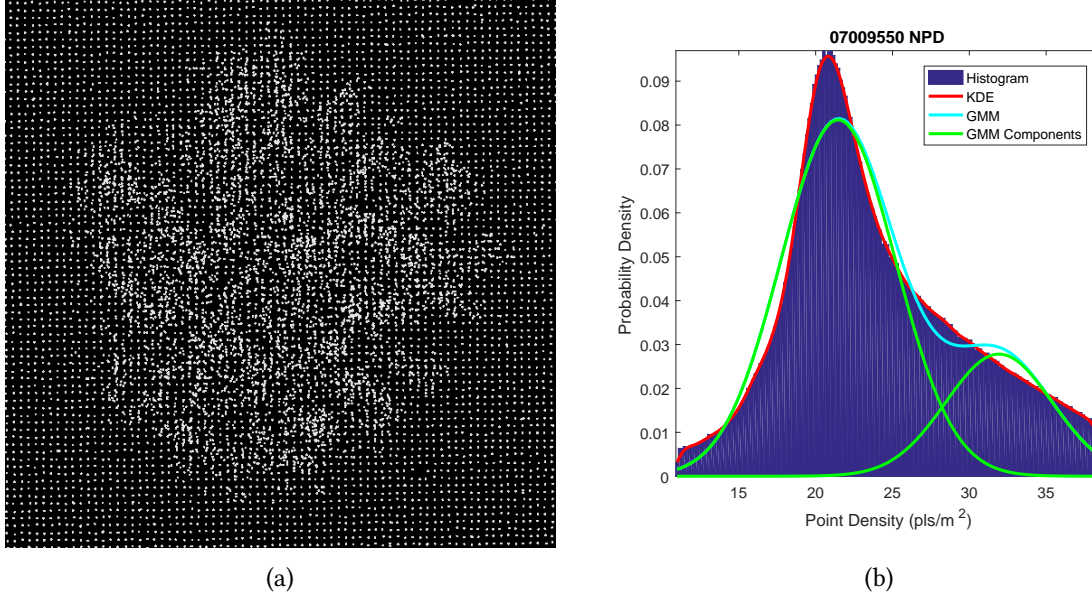 07009550 NPD
Histogram
KDE
GMM
GMM Components
0.09
0.08
0.07
0.06
0.05
0.04
0.03
0.02
0.01
0
Probability Density
15 20 25 30 35
Point Density (pls/m 2)
(a) (b)